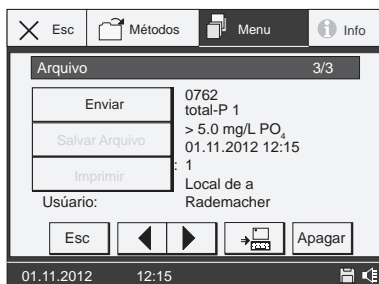 Esc Métodos Menu Info
Arquivo 3/3
Enviar
Salvar Arquivo
Imprimir
0762
total-P 1
> 5.0 mg/L PO4
01.11.2012 12:15
: 1
Local de a
Usúario: Rademacher
Esc Apagar
01.11.2012 12:15